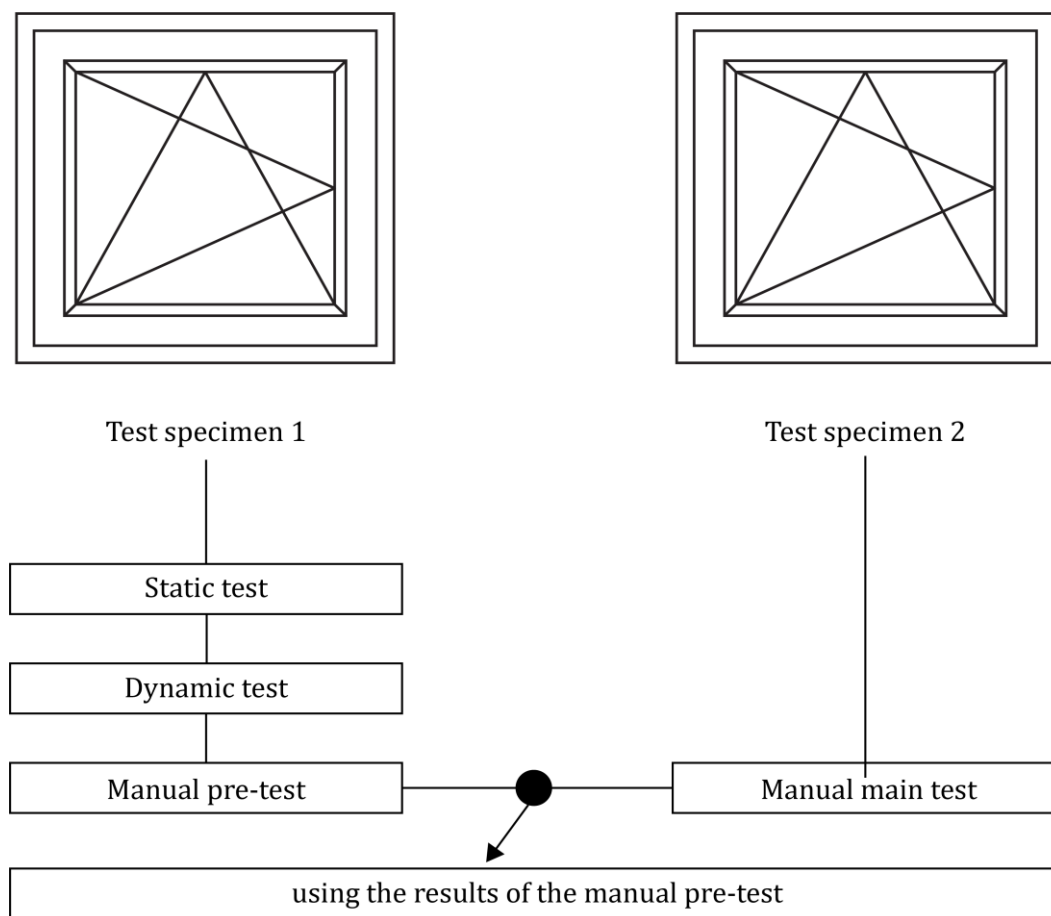 Test specimen 1
Test specimen 2
Static test
Dynamic test
Manual pre-test
Manual main test
using the results of the manual pre-test